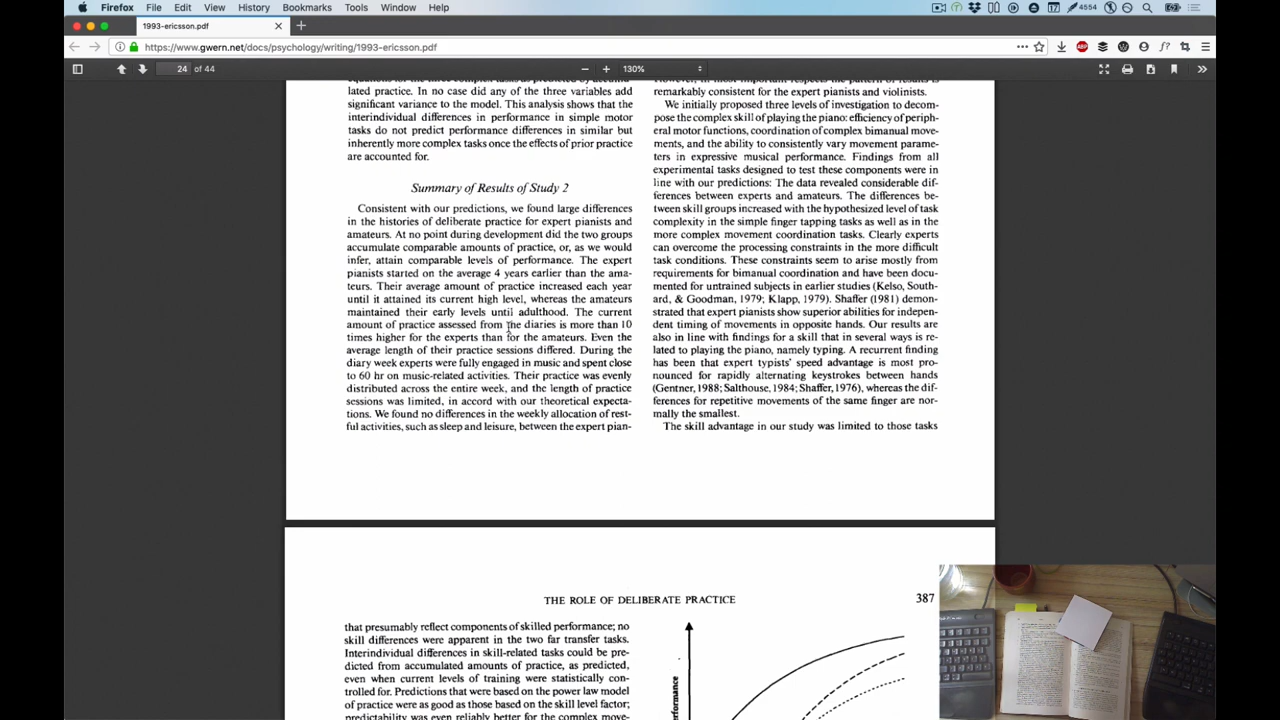 Firefox File Edit View History Bookmarks Tools Window Help
4554
1993-ericsson.pdf
https://www.gwern.net/docs/psychology/writing/1993-ericsson.pdf
24 of 44
130%
lated practice. In no case did any of the three variables add
significant variance to the model. This analysis shows that the
interindividual differences in performance in simple motor
tasks do not predict performance differences in similar but
inherently more complex tasks once the effects of prior practice
are accounted for.
Summary of Results of Study 2
Consistent with our predictions, we found large differences
in the histories of deliberate practice for expert pianists and
amateurs. At no point during development did the two groups
accumulate comparable amounts of practice, or, as we would
infer, attain comparable levels of performance. The expert
pianists started on the average 4 years earlier than the ama-
teurs. Their average amount of practice increased each year
until it attained its current high level, whereas the amateurs
maintained their early levels until adulthood. The current
amount of practice assessed from the diaries is more than 10
times higher for the experts than for the amateurs. Even the
average length of their practice sessions differed. During the
diary week experts were fully engaged in music and spent close
to 60 hr on music-related activities. Their practice was evenly
distributed across the entire week, and the length of practice
sessions was limited, in accord with our theoretical expecta-
tions. We found no differences in the weekly allocation of rest-
ful activities, such as sleep and leisure, between the expert pian-
remarkably consistent for the expert pianists and violinists.
We initially proposed three levels of investigation to decom-
pose the complex skill of playing the piano: efficiency of periph-
eral motor functions, coordination of complex bimanual move-
ments, and the ability to consistently vary movement parame-
ters in expressive musical performance. Findings from all
experimental tasks designed to test these components were in
line with our predictions: The data revealed considerable dif-
ferences between experts and amateurs. The differences be-
tween skill groups increased with the hypothesized level of task
complexity in the simple finger tapping tasks as well as in the
more complex movement coordination tasks. Clearly experts
can overcome the processing constraints in the more difficult
task conditions. These constraints seem to arise mostly from
requirements for bimanual coordination and have been docu-
mented for untrained subjects in earlier studies (Kelso, South-
ard, & Goodman, 1979; Klapp, 1979). Shaffer (1981) demon-
strated that expert pianists show superior abilities for indepen-
dent timing of movements in opposite hands. Our results are
also in line with findings for a skill that in several ways is re-
lated to playing the piano, namely typing. A recurrent finding
has been that expert typists' speed advantage is most pro-
nounced for rapidly alternating keystrokes between hands
(Gentner, 1988; Salthouse, 1984; Shaffer, 1976), whereas the dif-
ferences for repetitive movements of the same finger are nor-
mally the smallest.
The skill advantage in our study was limited to those tasks
THE ROLE OF DELIBERATE PRACTICE 387
that presumably reflect components of skilled performance; no
skill differences were apparent in the two far transfer tasks.
Interindividual differences in skill-related tasks could be pre-
dicted from accumulated amounts of practice, as predicted,
even when current levels of training were statistically con-
trolled for. Predictions that were based on the power law model
of practice were as good as those based on the skill level factor;
predictability was even reliably better for the complex move-
erformance